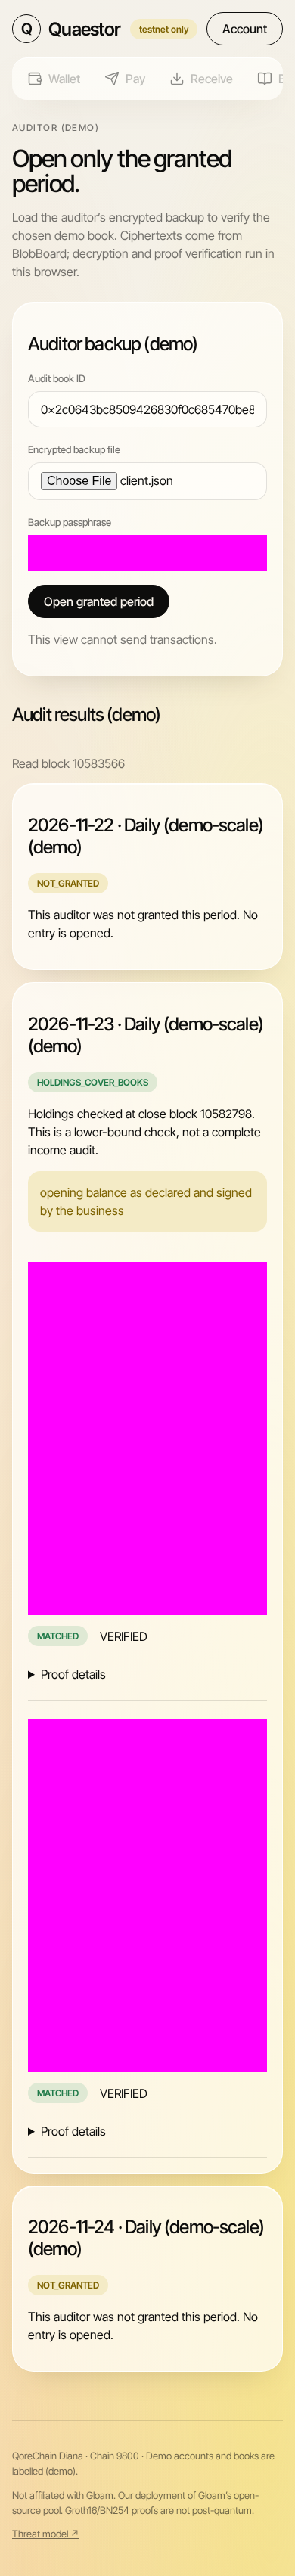 Q Quaestor testnet only Account
Wallet Pay Receive
AUDITOR (DEMO)
Open only the granted
period.
Load the auditor's encrypted backup to verify the
chosen demo book. Ciphertexts come from
BlobBoard; decryption and proof verification run in
this browser.
Auditor backup (demo)
Audit book ID
0x2c0643bc8509426830f0c685470be8
Encrypted backup file
Choose File client.json
Backup passphrase
Open granted period
This view cannot send transactions.
Audit results (demo)
Read block 10583566
2026-11-22 · Daily (demo-scale)
(demo)
NOT_GRANTED
This auditor was not granted this period. No
entry is opened.
2026-11-23 · Daily (demo-scale)
(demo)
HOLDINGS_COVER_BOOKS
Holdings checked at close block 10582798.
This is a lower-bound check, not a complete
income audit.
opening balance as declared and signed
by the business
MATCHED VERIFIED
▶ Proof details
MATCHED VERIFIED
▶ Proof details
2026-11-24 · Daily (demo-scale)
(demo)
NOT_GRANTED
This auditor was not granted this period. No
entry is opened.
QoreChain Diana · Chain 9800 · Demo accounts and books are
labelled (demo).
Not affiliated with Gloam. Our deployment of Gloam's open-
source pool. Groth16/BN254 proofs are not post-quantum.
Threat model ↗